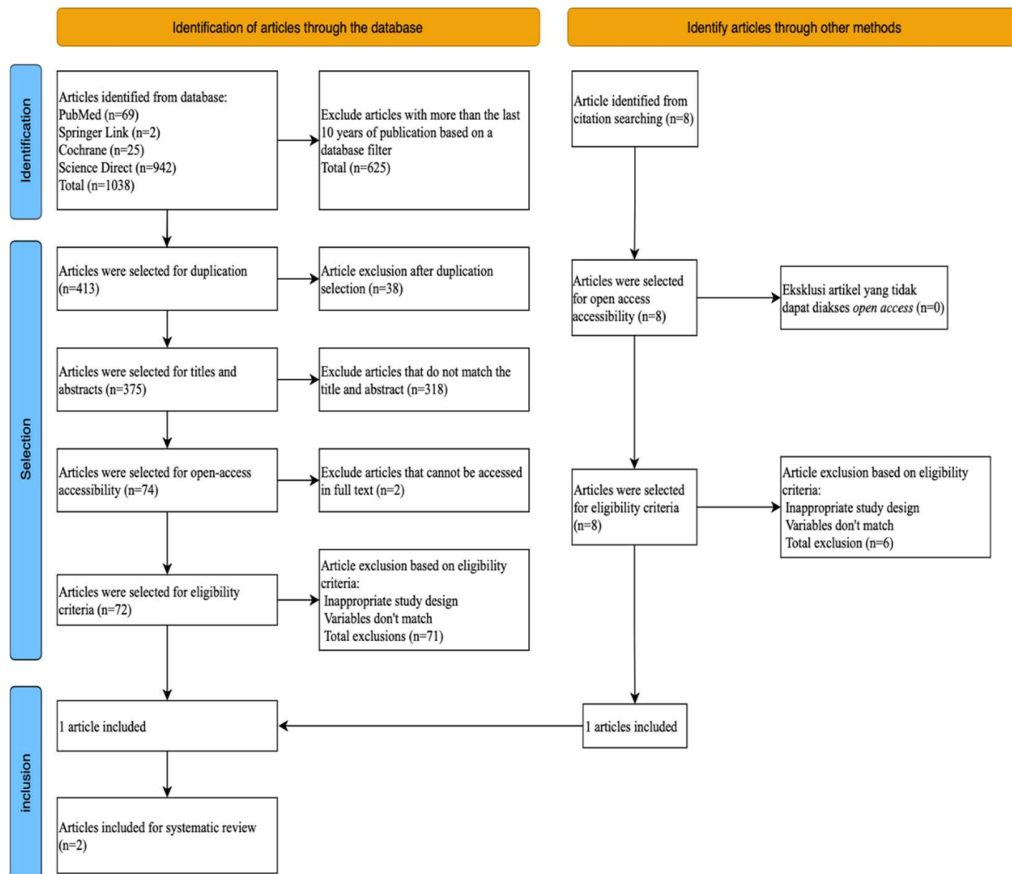 Identification of articles through the database
Identify articles through other methods
Identification
Articles identified from database:
PubMed (n=69)
Springer Link (n=2)
Cochrane (n=25)
Science Direct (n=942)
Total (n=1038)
Exclude articles with more than the last
10 years of publication based on a
database filter
Total (n=625)
Article identified from
citation searching (n=8)
Selection
Articles were selected for duplication
(n=413)
Article exclusion after duplication
selection (n=38)
Articles were selected
for open access
accessibility (n=8)
Eksklusi artikel yang tidak
dapat diakses open access (n=0)
Articles were selected for titles and
abstracts (n=375)
Exclude articles that do not match the
title and abstract (n=318)
Articles were selected for open-access
accessibility (n=74)
Exclude articles that cannot be accessed
in full text (n=2)
Articles were selected
for eligibility criteria
(n=8)
Article exclusion based on eligibility
criteria:
Inappropriate study design
Variables don't match
Total exclusion (n=6)
Articles were selected for eligibility
criteria (n=72)
Article exclusion based on eligibility
criteria:
Inappropriate study design
Variables don't match
Total exclusions (n=71)
inclusion
1 article included
1 articles included
Articles included for systematic review
(n=2)